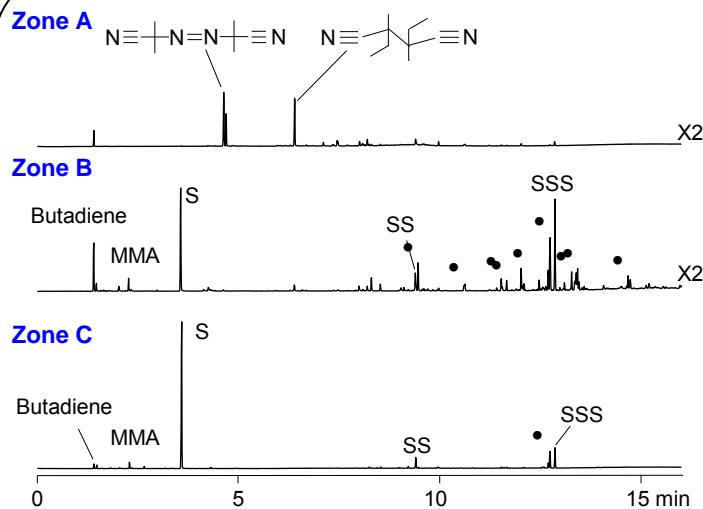 Zone A
N≡ N=N ≡N
N≡ ≡N
X2
Zone B
Butadiene
MMA
S
SS
SSS
X2
Zone C
Butadiene
MMA
S
SS
SSS
0 5 10 15 min